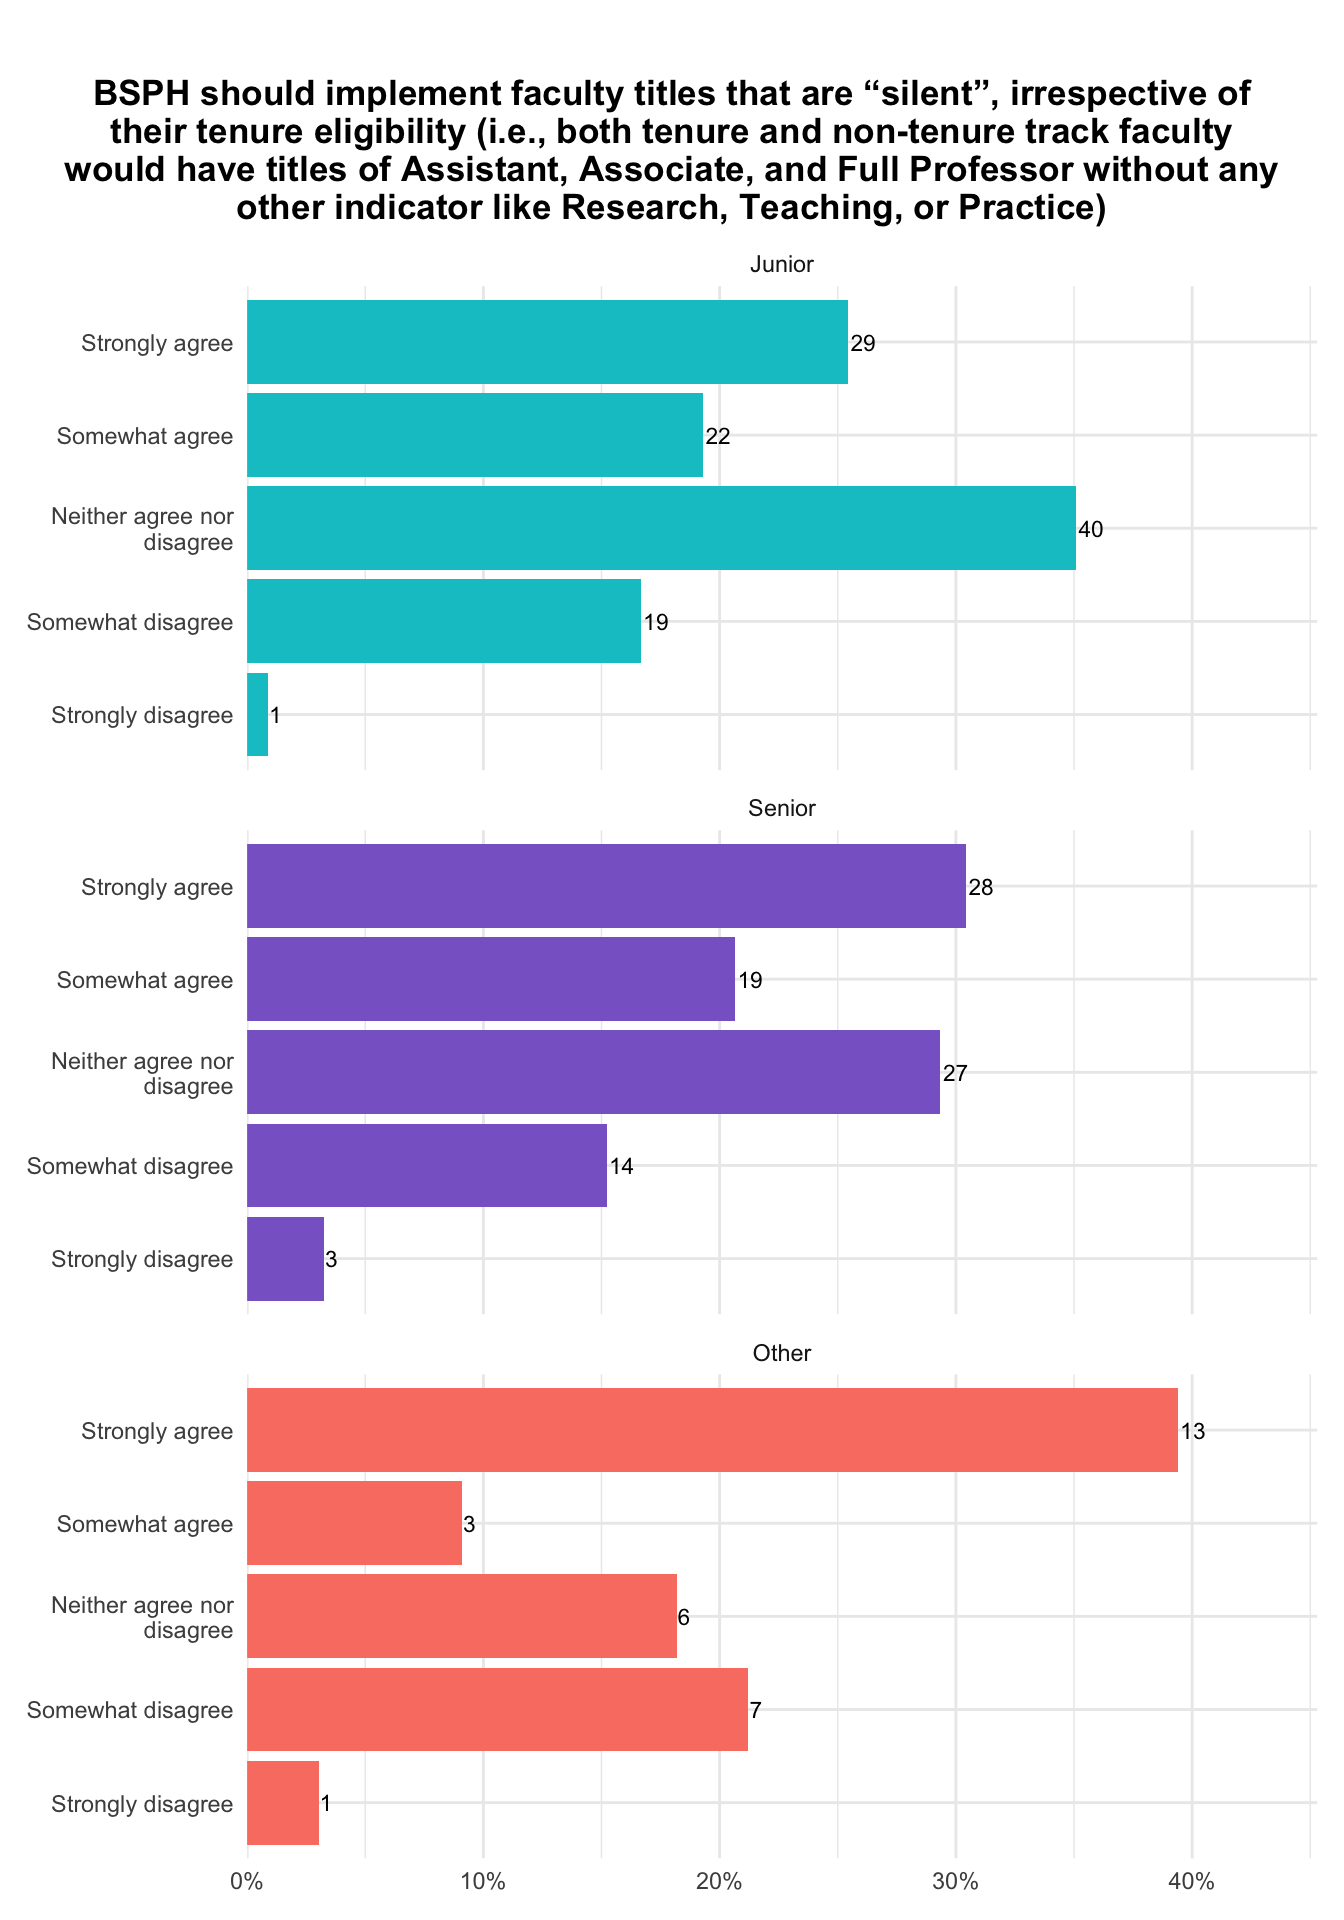 BSPH should implement faculty titles that are “silent”, irrespective of
their tenure eligibility (i.e., both tenure and non-tenure track faculty
would have titles of Assistant, Associate, and Full Professor without any
other indicator like Research, Teaching, or Practice)
Junior
Strongly agree 29
Somewhat agree 22
Neither agree nor
disagree 40
Somewhat disagree 19
Strongly disagree 1
Senior
Strongly agree 28
Somewhat agree 19
Neither agree nor
disagree 27
Somewhat disagree 14
Strongly disagree 3
Other
Strongly agree 13
Somewhat agree 3
Neither agree nor
disagree 6
Somewhat disagree 7
Strongly disagree 1
0% 10% 20% 30% 40%